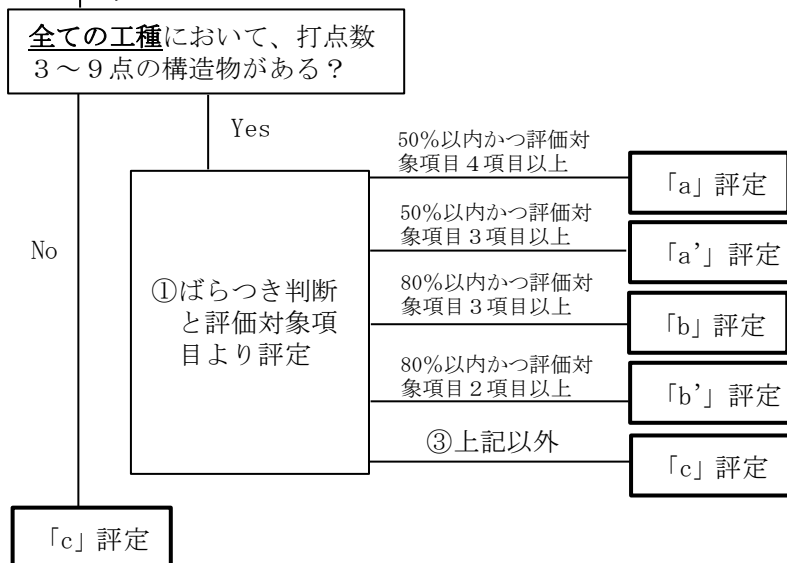 全ての工種において、打点数
３～９点の構造物がある？
Yes
No
①ばらつき判断
と評価対象項
目より評定
50％以内かつ評価対
象項目４項目以上
「a」評定
50％以内かつ評価対
象項目３項目以上
「a’」評定
80％以内かつ評価対
象項目３項目以上
「b」評定
80％以内かつ評価対
象項目２項目以上
「b’」評定
③上記以外
「c」評定
「c」評定